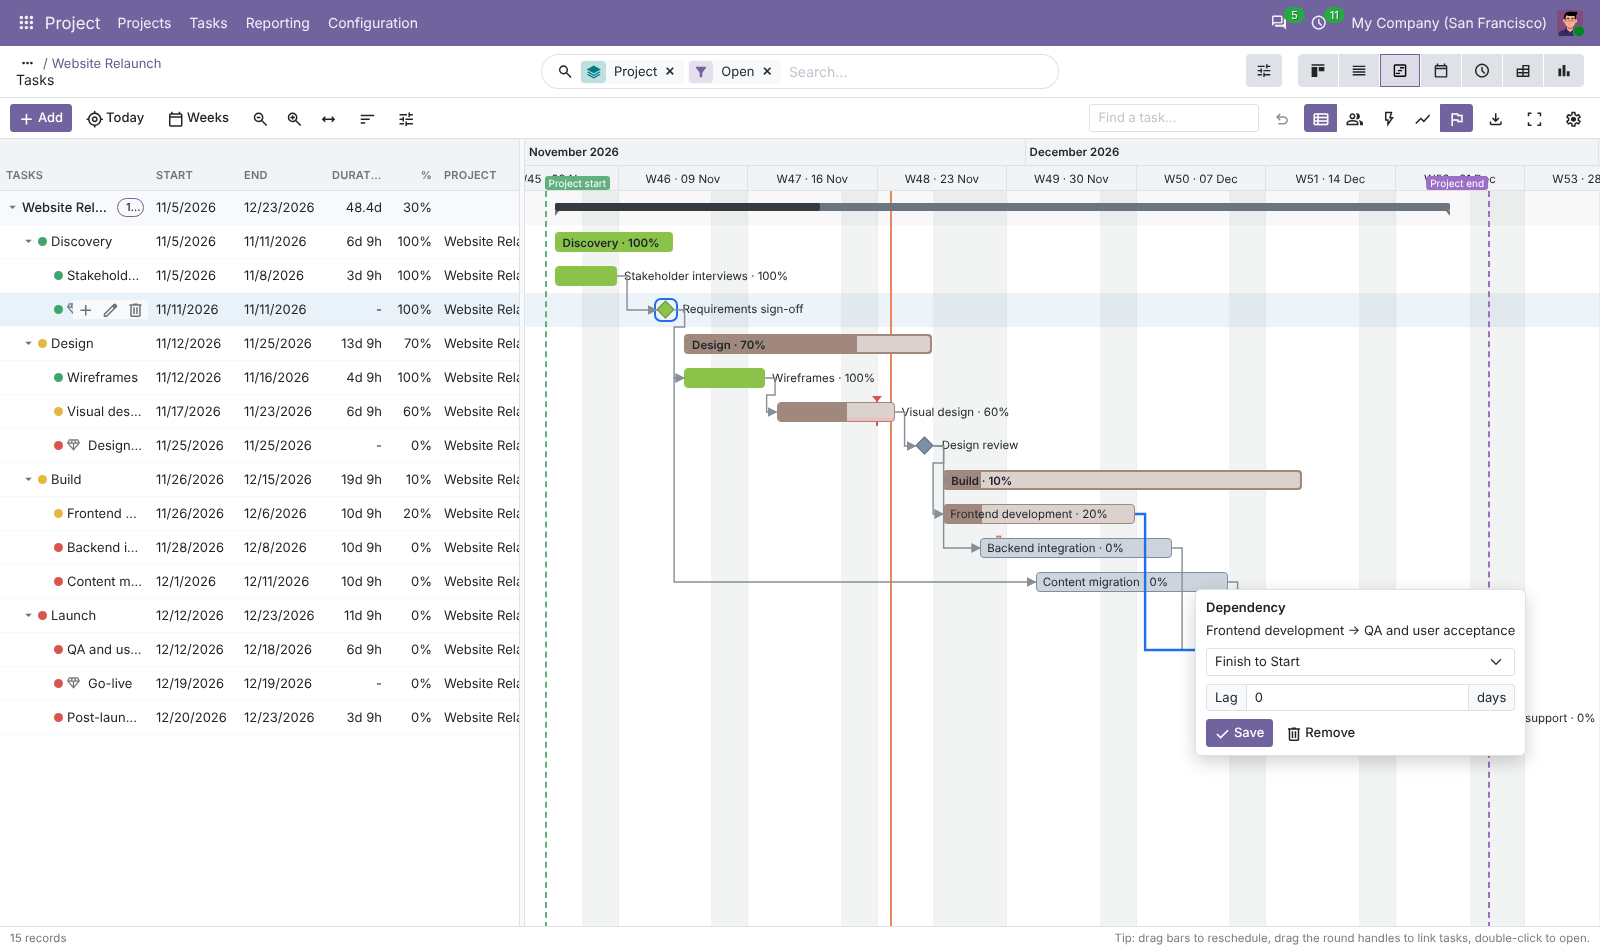 Project Projects Tasks Reporting Configuration 5 11 My Company (San Francisco)
... / Website Relaunch
Tasks
Project Open Search...
Add Today Weeks Find a task...
November 2026 December 2026
TASKS START END DURAT... % PROJECT
W46 · 09 Nov W47 · 16 Nov W48 · 23 Nov W49 · 30 Nov W50 · 07 Dec W51 · 14 Dec W53 · 28
Project start Project end
Website Rel... 1... 11/5/2026 12/23/2026 48.4d 30%
Discovery 11/5/2026 11/11/2026 6d 9h 100% Website Rela Discovery · 100%
Stakehold... 11/5/2026 11/8/2026 3d 9h 100% Website Rela Stakeholder interviews · 100%
11/11/2026 11/11/2026 - 100% Website Rela Requirements sign-off
Design 11/12/2026 11/25/2026 13d 9h 70% Website Rela Design · 70%
Wireframes 11/12/2026 11/16/2026 4d 9h 100% Website Rela Wireframes · 100%
Visual des... 11/17/2026 11/23/2026 6d 9h 60% Website Rela Visual design · 60%
Design... 11/25/2026 11/25/2026 - 0% Website Rela Design review
Build 11/26/2026 12/15/2026 19d 9h 10% Website Rela Build · 10%
Frontend ... 11/26/2026 12/6/2026 10d 9h 20% Website Rela Frontend development · 20%
Backend i... 11/28/2026 12/8/2026 10d 9h 0% Website Rela Backend integration · 0%
Content m... 12/1/2026 12/11/2026 10d 9h 0% Website Rela Content migration 0%
Launch 12/12/2026 12/23/2026 11d 9h 0% Website Rela
QA and us... 12/12/2026 12/18/2026 6d 9h 0% Website Rela
Go-live 12/19/2026 12/19/2026 - 0% Website Rela
Post-laun... 12/20/2026 12/23/2026 3d 9h 0% Website Rela support · 0%
Dependency
Frontend development → QA and user acceptance
Finish to Start
Lag 0 days
Save Remove
15 records Tip: drag bars to reschedule, drag the round handles to link tasks, double-click to open.